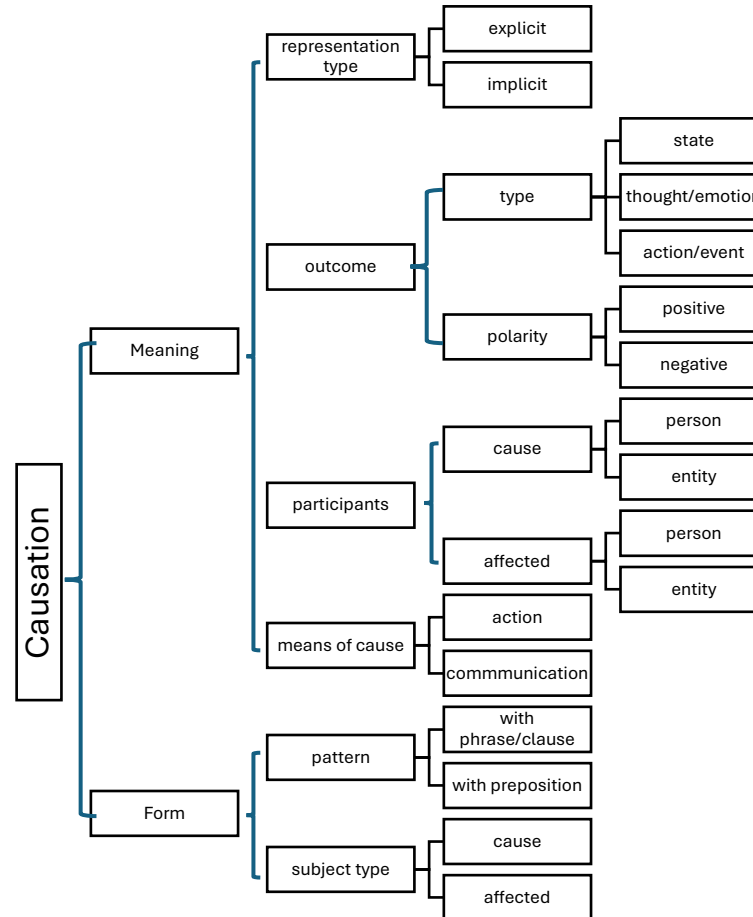 explicit
representation
type
implicit
state
type
thought/emotion
outcome
action/event
positive
Meaning
polarity
negative
person
cause
entity
Causation
participants
person
affected
entity
action
means of cause
commmunication
with
phrase/clause
pattern
with preposition
Form
cause
subject type
affected